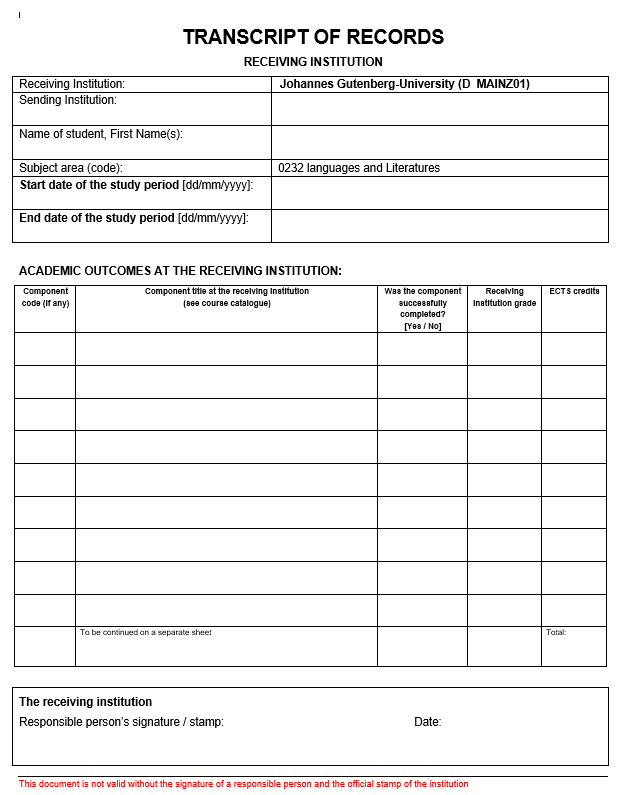 TRANSCRIPT OF RECORDS
RECEIVING INSTITUTION
Receiving Institution: Johannes Gutenberg-University (D MAINZ01)
Sending Institution:
Name of student, First Name(s):
Subject area (code): 0232 languages and Literatures
Start date of the study period [dd/mm/yyyy]:
End date of the study period [dd/mm/yyyy]:
ACADEMIC OUTCOMES AT THE RECEIVING INSTITUTION:
Component code (if any)
Component title at the receiving institution
(see course catalogue)
Was the component successfully completed?
[Yes / No]
Receiving institution grade
ECTS credits
To be continued on a separate sheet
Total:
The receiving institution
Responsible person's signature / stamp: Date:
This document is not valid without the signature of a responsible person and the official stamp of the institution